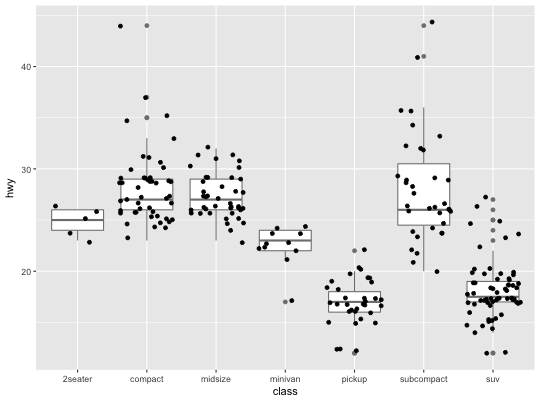 40
30
20
hwy
2seater compact midsize minivan pickup subcompact suv
class